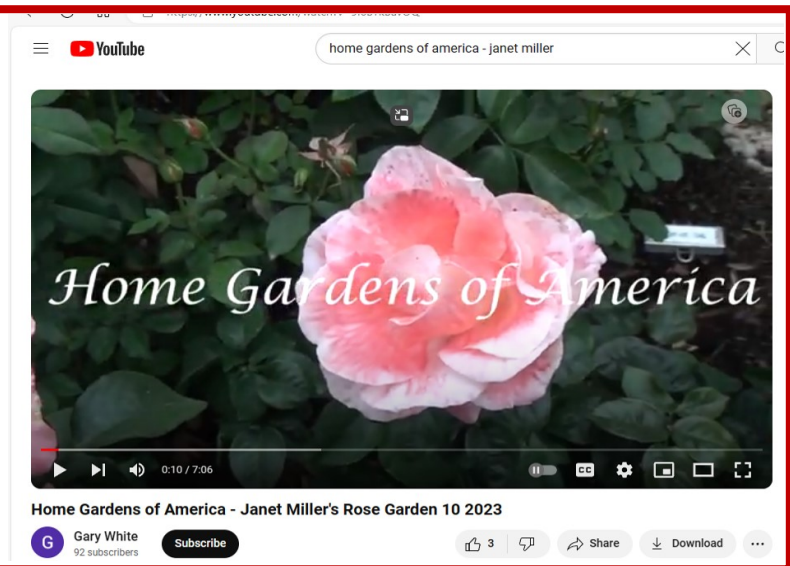 YouTube
home gardens of america - janet miller
Home Gardens of America
0:10 / 7:06
CC
Home Gardens of America - Janet Miller's Rose Garden 10 2023
G
Gary White
92 subscribers
Subscribe
3
Share
Download